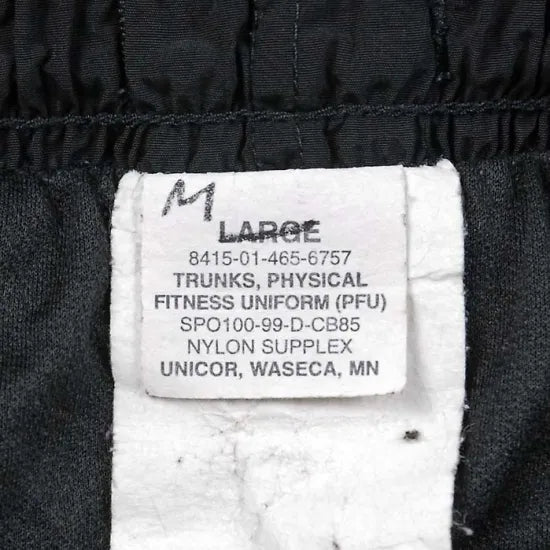 M
LARGE
8415-01-465-6757
TRUNKS, PHYSICAL
FITNESS UNIFORM (PFU)
SPO100-99-D-CB85
NYLON SUPPLEX
UNICOR, WASECA, MN